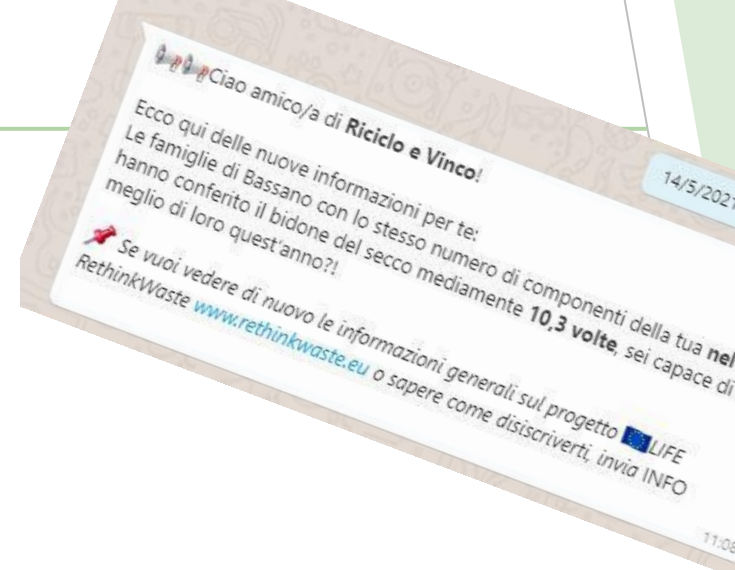 14/5/2021
Ciao amico/a di Riciclo e Vinco!
Ecco qui delle nuove informazioni per te:
Le famiglie di Bassano con lo stesso numero di componenti della tua nel
hanno conferito il bidone del secco mediamente 10,3 volte, sei capace di
meglio di loro quest'anno?!
Se vuoi vedere di nuovo le informazioni generali sul progetto LIFE
RethinkWaste www.rethinkwaste.eu o sapere come disiscriverti, invia INFO
11:08